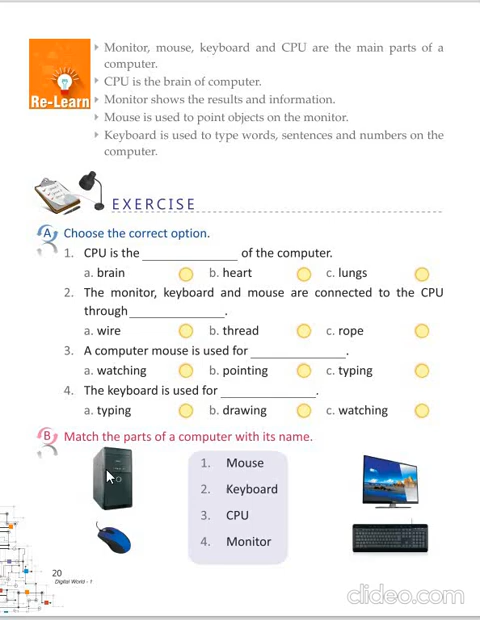 Re-Learn
Monitor, mouse, keyboard and CPU are the main parts of a
computer.
CPU is the brain of computer.
Monitor shows the results and information.
Mouse is used to point objects on the monitor.
Keyboard is used to type words, sentences and numbers on the
computer.
EXERCISE
A Choose the correct option.
1. CPU is the ______________ of the computer.
a. brain b. heart c. lungs
2. The monitor, keyboard and mouse are connected to the CPU
through______________.
a. wire b. thread c. rope
3. A computer mouse is used for ______________.
a. watching b. pointing c. typing
4. The keyboard is used for ______________.
a. typing b. drawing c. watching
B Match the parts of a computer with its name.
1. Mouse
2. Keyboard
3. CPU
4. Monitor
20
Digital World - 1
clideo.com